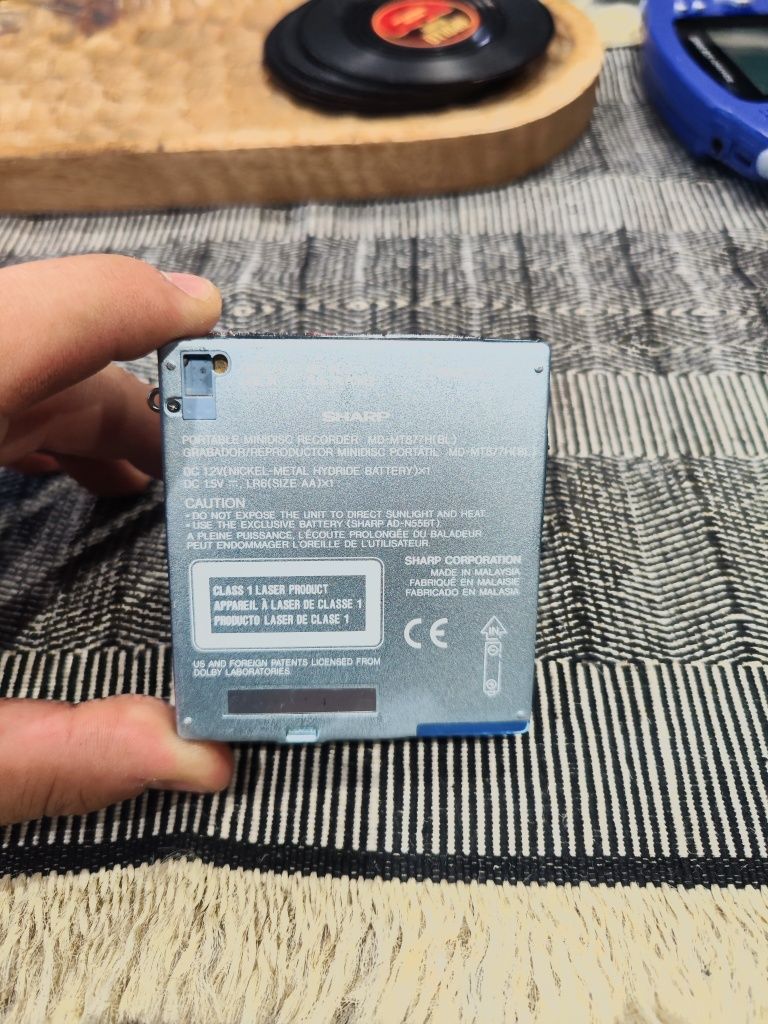 SHARP
PORTABLE MINIDISC RECORDER MD-MT877H(BL)
GRABADOR/REPRODUCTOR MINIDISC PORTÁTIL MD-MT877H(BL)
DC 1.2V(NICKEL-METAL HYDRIDE BATTERY)×1
DC 1.5V ⎓, LR6(SIZE AA)×1
CAUTION
• DO NOT EXPOSE THE UNIT TO DIRECT SUNLIGHT AND HEAT.
• USE THE EXCLUSIVE BATTERY (SHARP AD-N55BT).
A PLEINE PUISSANCE, L'ÉCOUTE PROLONGÉE DU BALADEUR
PEUT ENDOMMAGER L'OREILLE DE L'UTILISATEUR.
SHARP CORPORATION
MADE IN MALAYSIA
FABRIQUÉ EN MALAISIE
FABRICADO EN MALASIA
CLASS 1 LASER PRODUCT
APPAREIL À LASER DE CLASSE 1
PRODUCTO LASER DE CLASE 1
CE
IN
US AND FOREIGN PATENTS LICENSED FROM
DOLBY LABORATORIES.